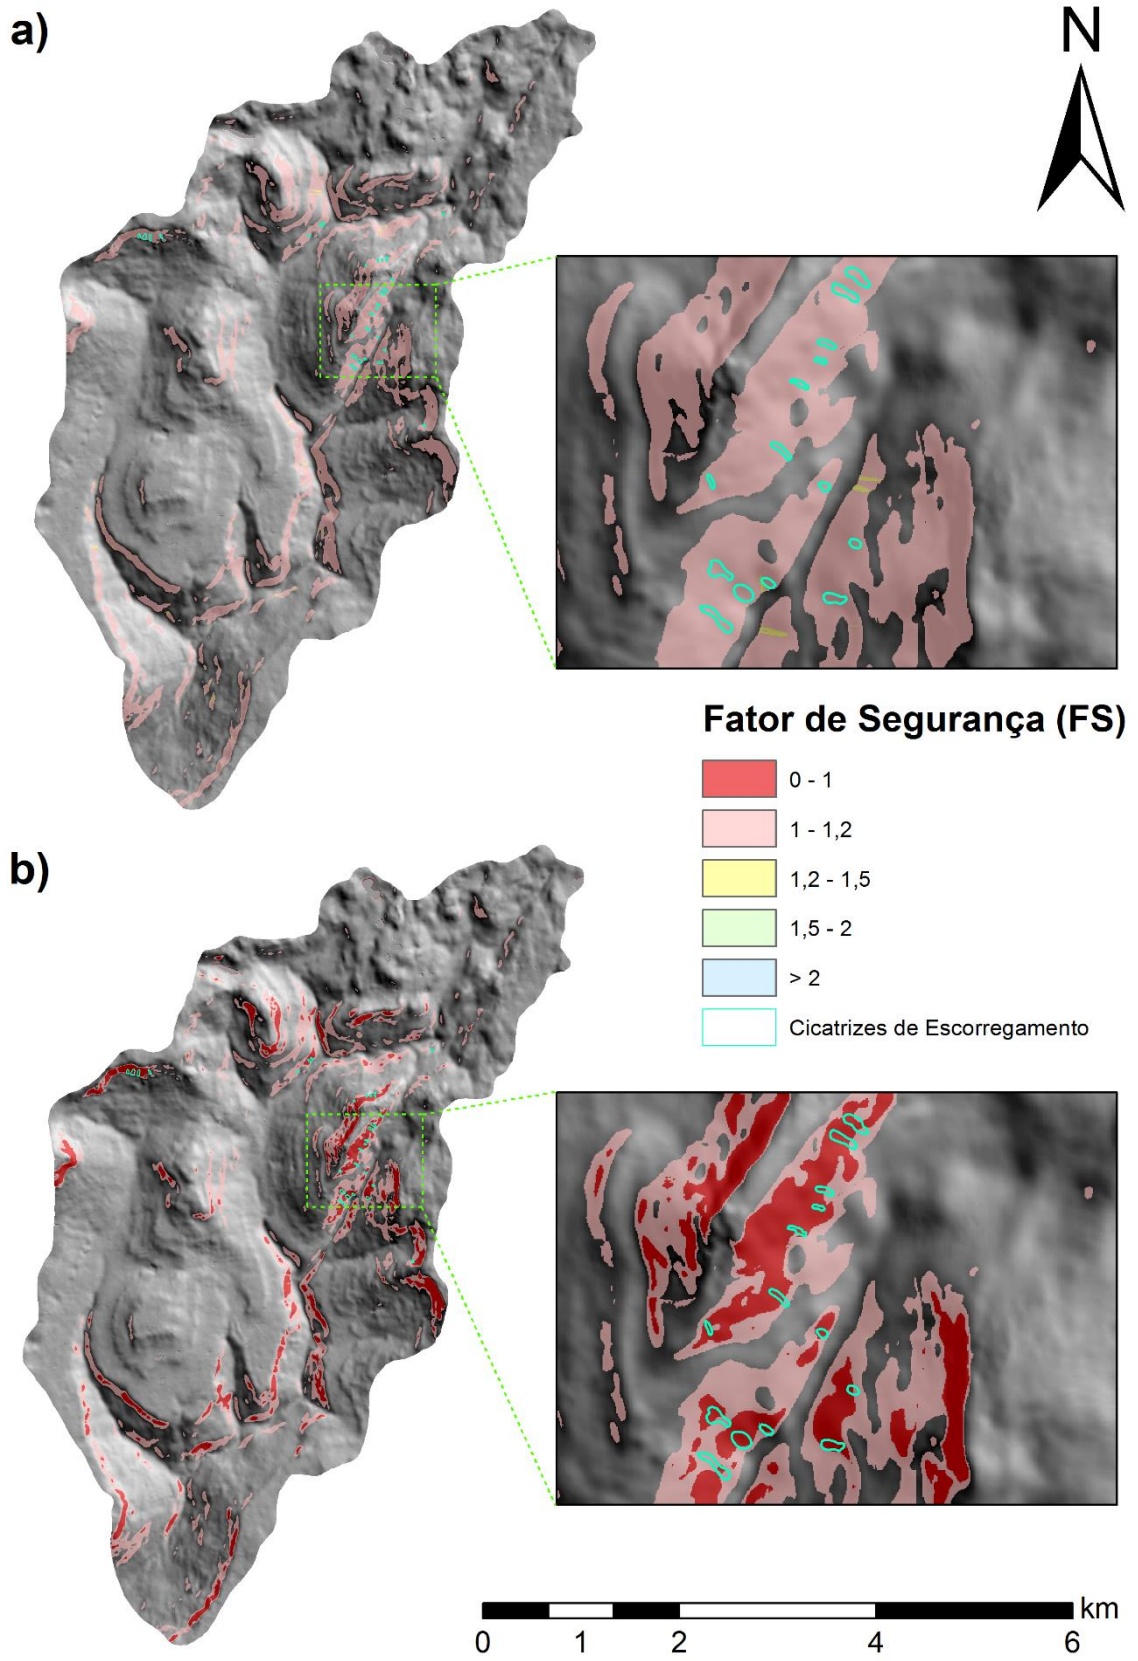 a)
N
Fator de Segurança (FS)
0 - 1
1 - 1,2
1,2 - 1,5
1,5 - 2
> 2
Cicatrizes de Escorregamento
b)
km
0 1 2 4 6